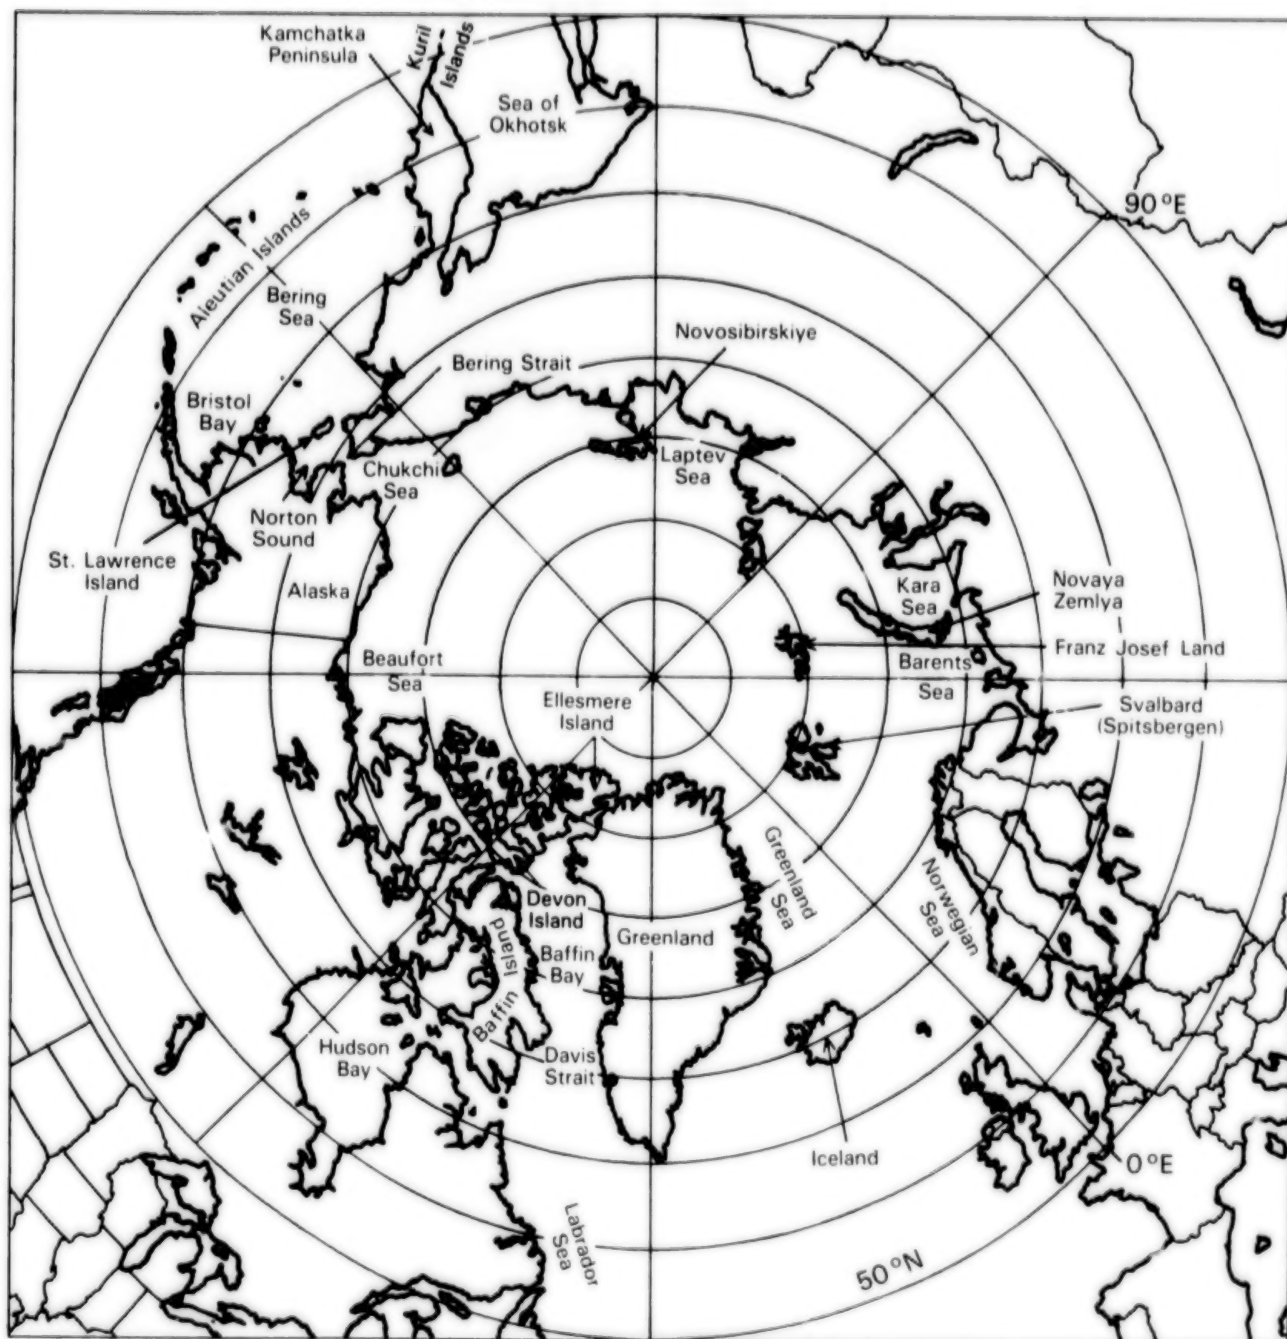 Kamchatka
Peninsula
Kuril
Islands
Sea of
Okhotsk
90°E
Aleutian Islands
Bering
Sea
Novosibirskiye
Bering Strait
Bristol
Bay
Chukchi
Sea
Laptev
Sea
Norton
Sound
St. Lawrence
Island
Alaska
Kara
Sea
Novaya
Zemlya
Franz Josef Land
Beaufort
Sea
Barents
Sea
Ellesmere
Island
Svalbard
(Spitsbergen)
Greenland
Sea
Norwegian
Sea
Devon
Island
Greenland
Baffin
Bay
Baffin
Island
Hudson
Bay
Davis
Strait
Iceland
0°E
Labrador
Sea
50°N